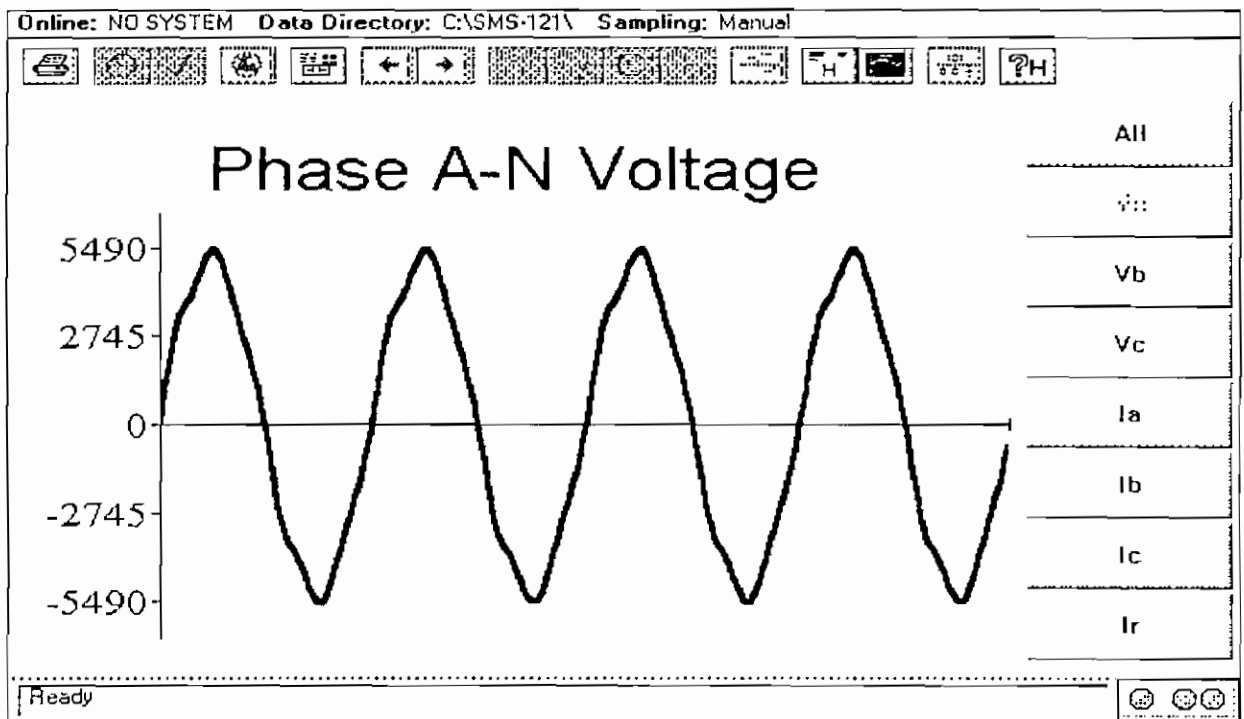 Online: NO SYSTEM Data Directory: C:\SMS-121\ Sampling: Manual
H ?H
Phase A-N Voltage
5490
2745
0
-2745
-5490
All
Vb
Vc
Ia
Ib
Ic
Ir
Ready